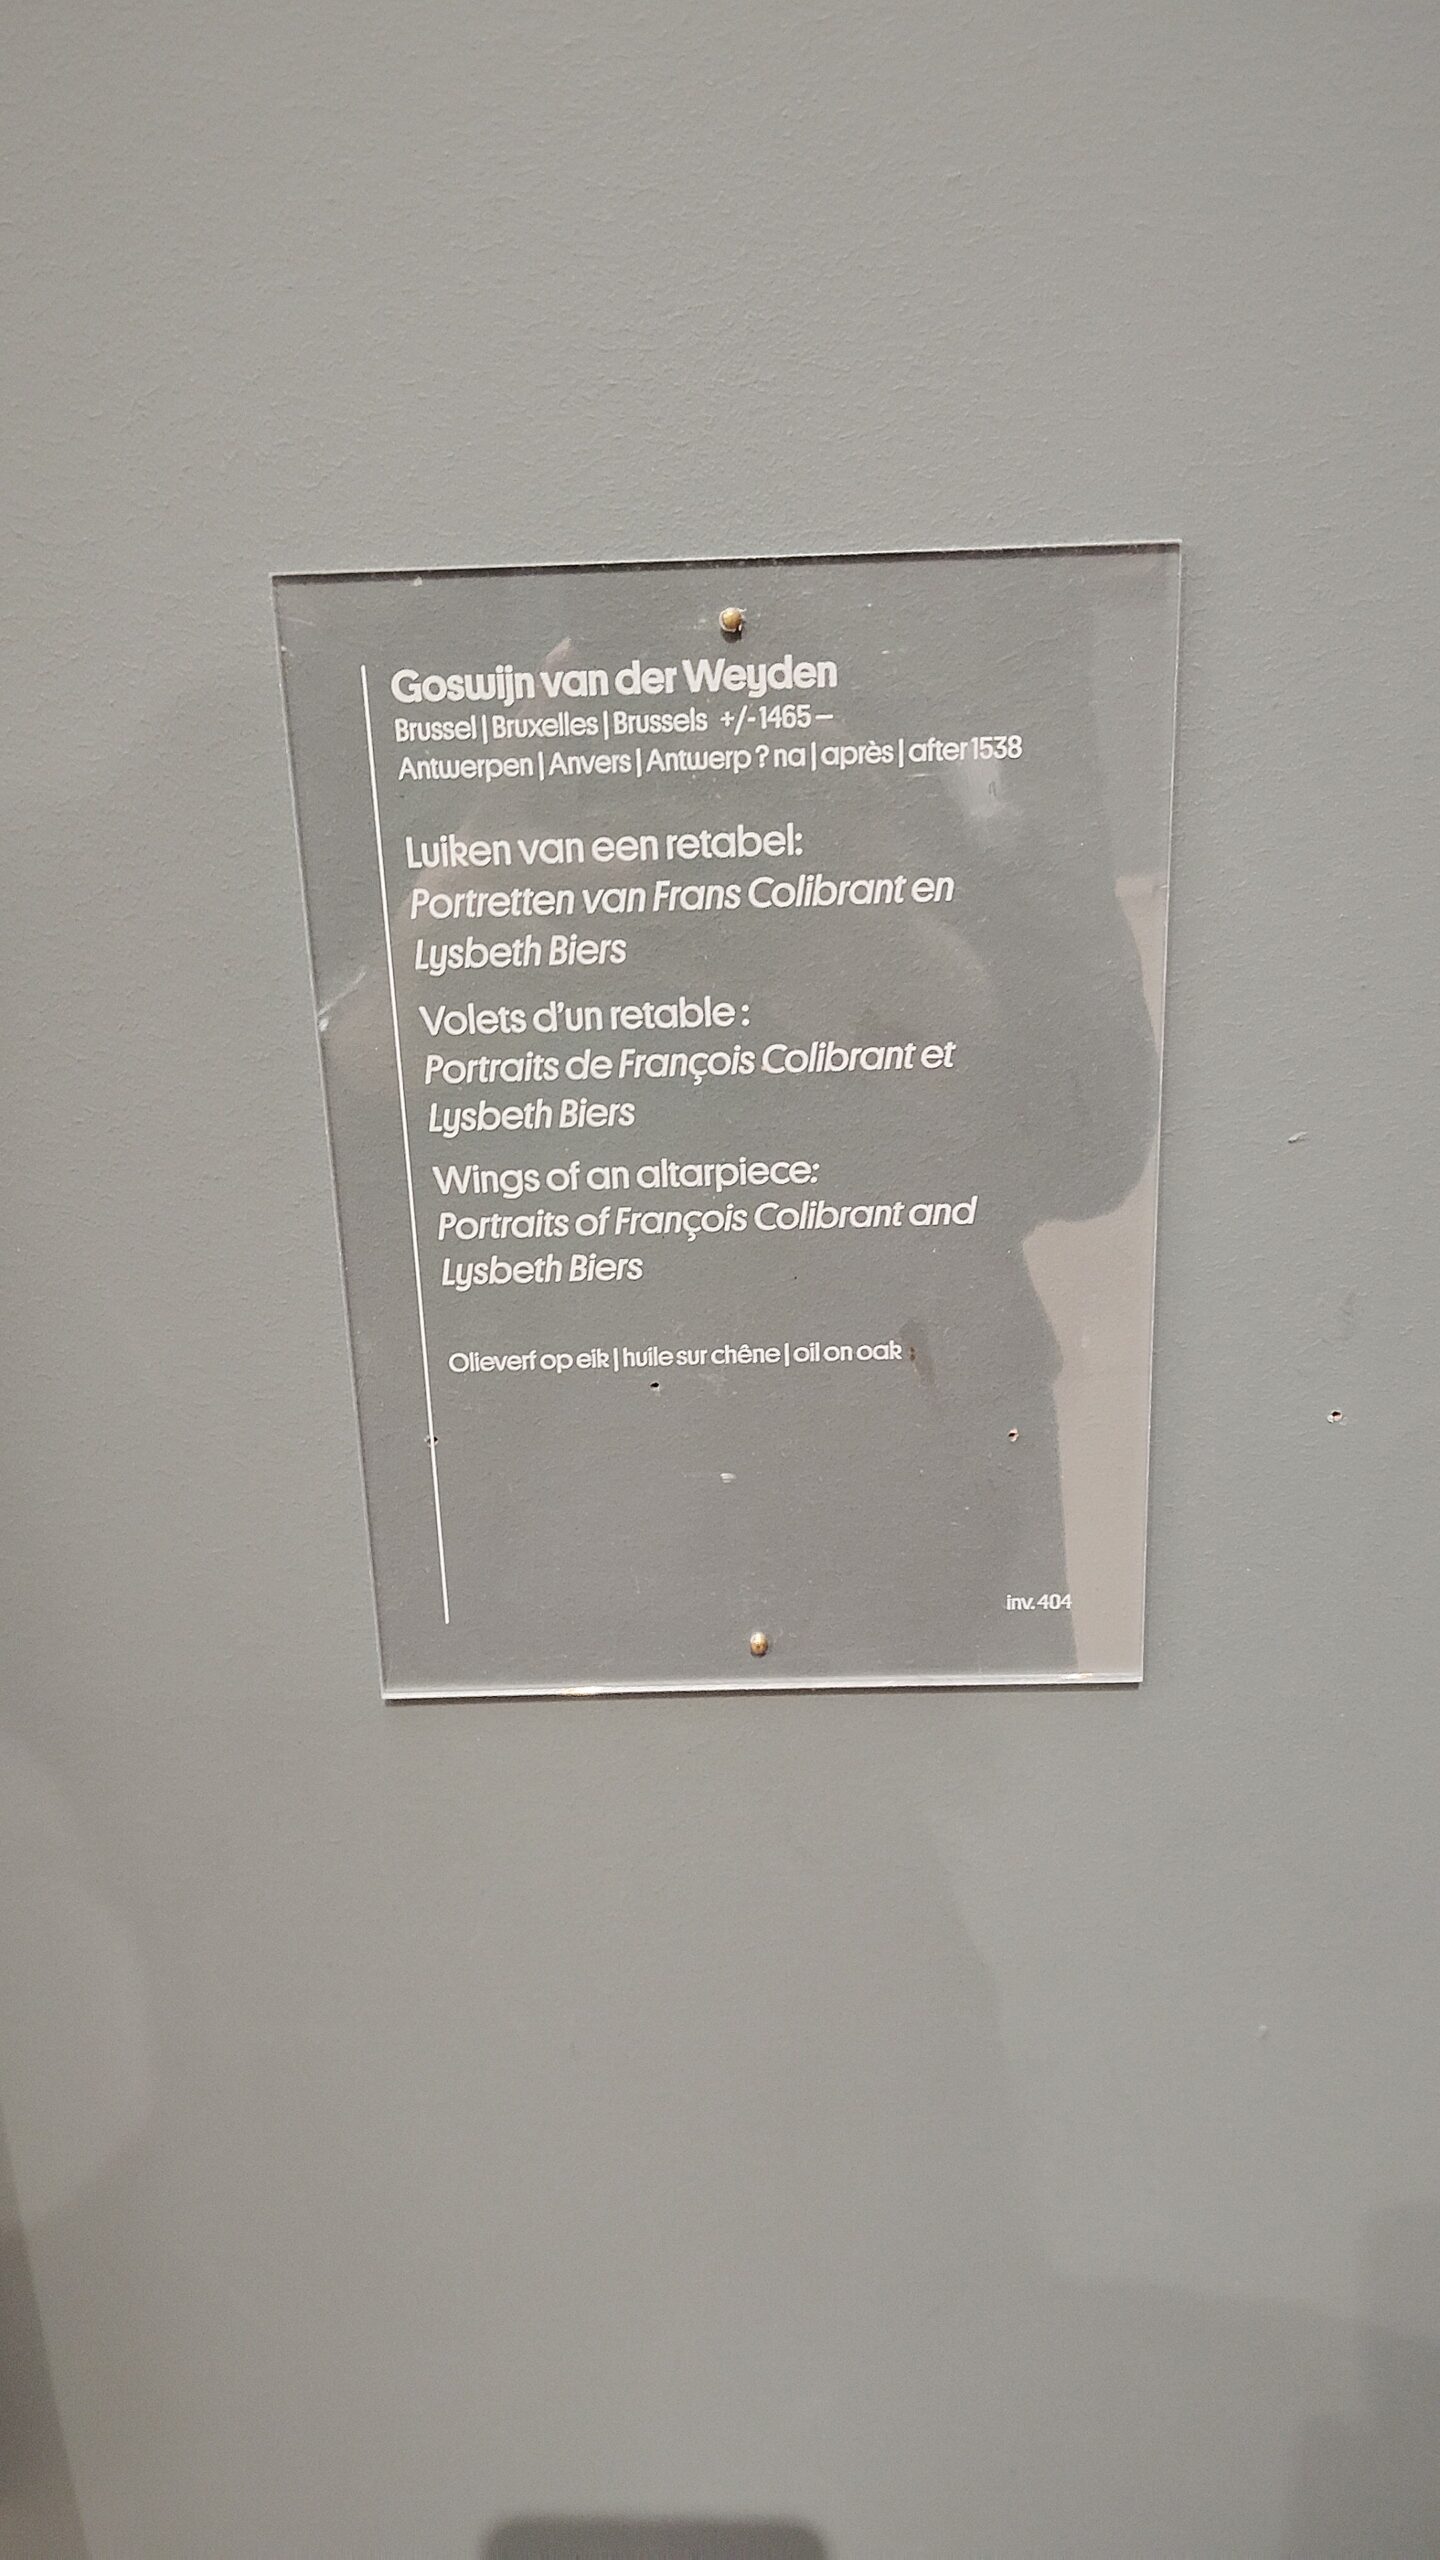 Goswijn van der Weyden
Brussel | Bruxelles | Brussels +/-1465 –
Antwerpen | Anvers | Antwerp ? na | après | after 1538
Luiken van een retabel:
Portretten van Frans Colibrant en
Lysbeth Biers
Volets d'un retable :
Portraits de François Colibrant et
Lysbeth Biers
Wings of an altarpiece:
Portraits of François Colibrant and
Lysbeth Biers
Olieverf op eik | huile sur chêne | oil on oak
inv. 404